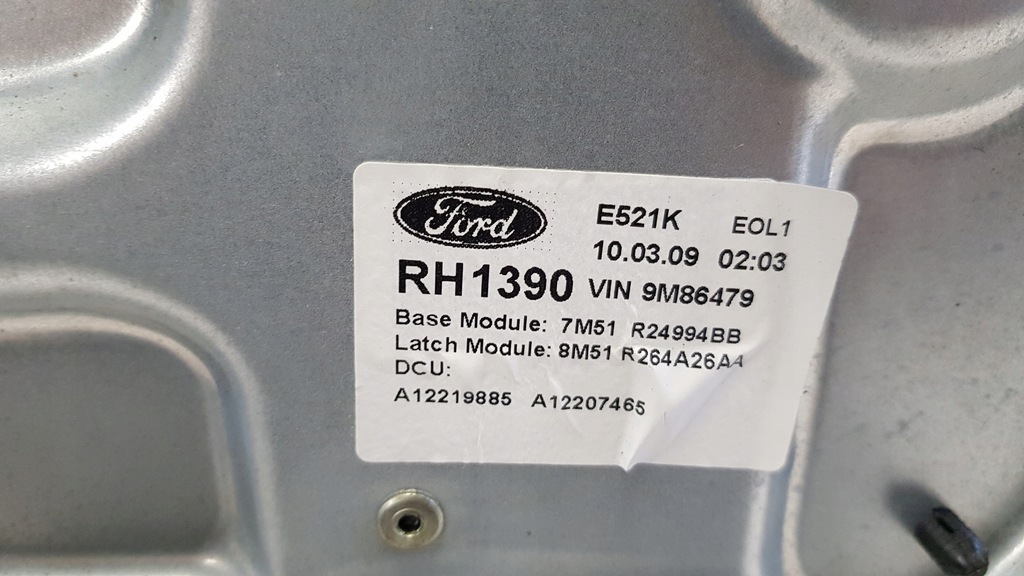 Ford
E521K EOL1
10.03.09 02:03
RH1390 VIN 9M86479
Base Module: 7M51 R24994BB
Latch Module: 8M51 R264A26AA
DCU:
A12219885 A12207465